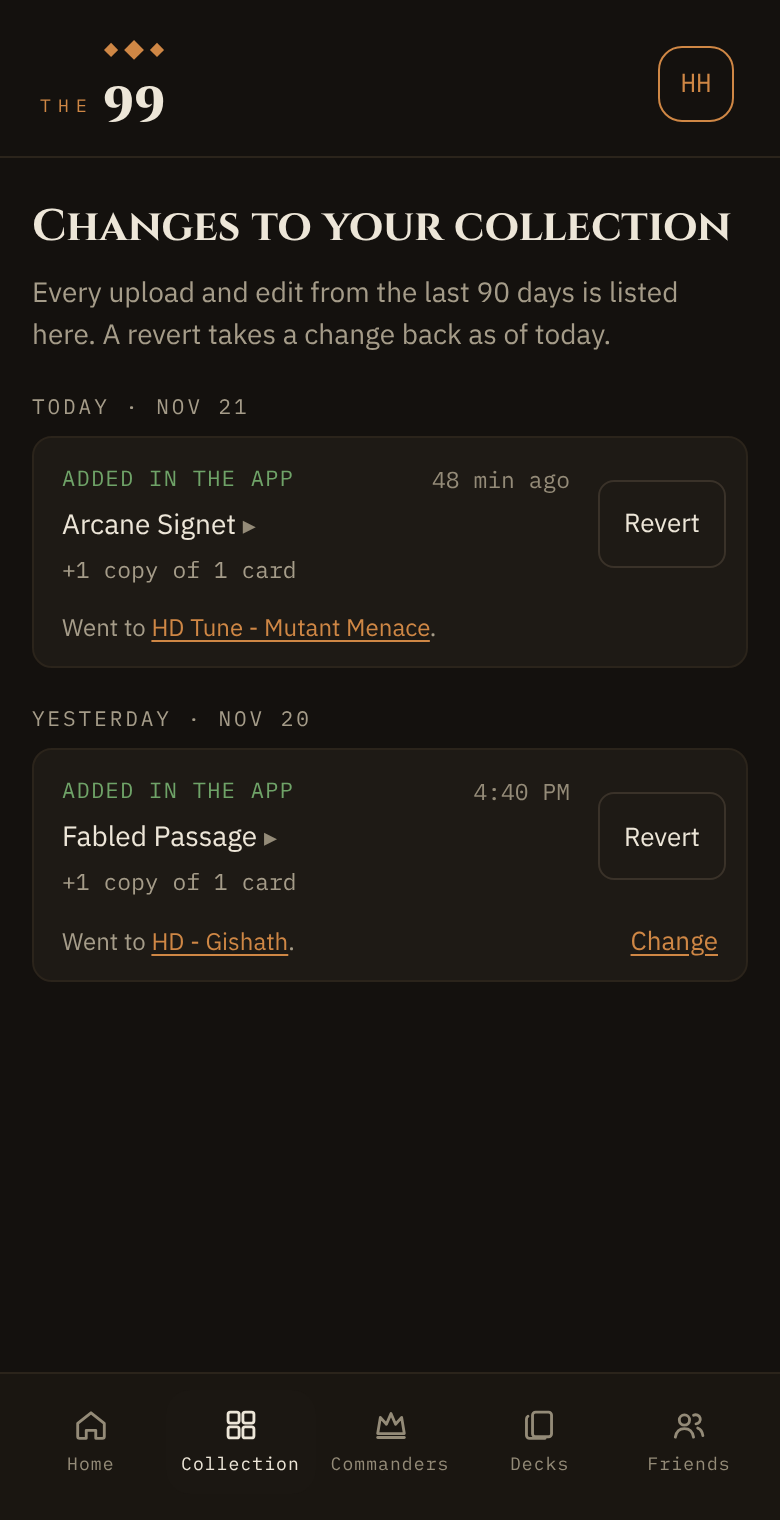 THE 99
HH
Changes to your collection
Every upload and edit from the last 90 days is listed
here. A revert takes a change back as of today.
TODAY · NOV 21
ADDED IN THE APP
48 min ago
Arcane Signet ▸
Revert
+1 copy of 1 card
Went to HD Tune - Mutant Menace.
YESTERDAY · NOV 20
ADDED IN THE APP
4:40 PM
Fabled Passage ▸
Revert
+1 copy of 1 card
Went to HD - Gishath.
Change
Home
Collection
Commanders
Decks
Friends